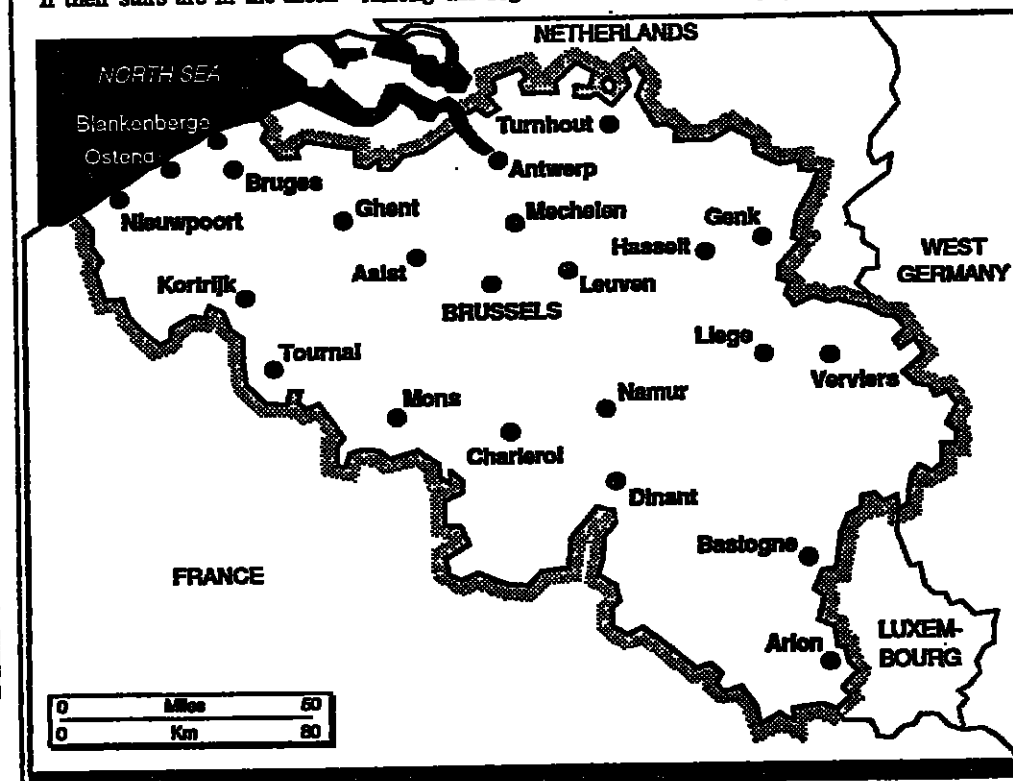 NETHERLANDS
NORTH SEA
Blankenberge
Turnhout
Ostend
Antwerp
Bruges
Nieuwpoort
Ghent
Mechelen
Genk
Hasselt
WEST
GERMANY
Aalst
Leuven
Kortrijk
BRUSSELS
Liege
Tournai
Verviers
Mons
Namur
Charleroi
Dinant
Bastogne
FRANCE
LUXEM-
BOURG
Arlon
0 Miles 50
0 Km 80